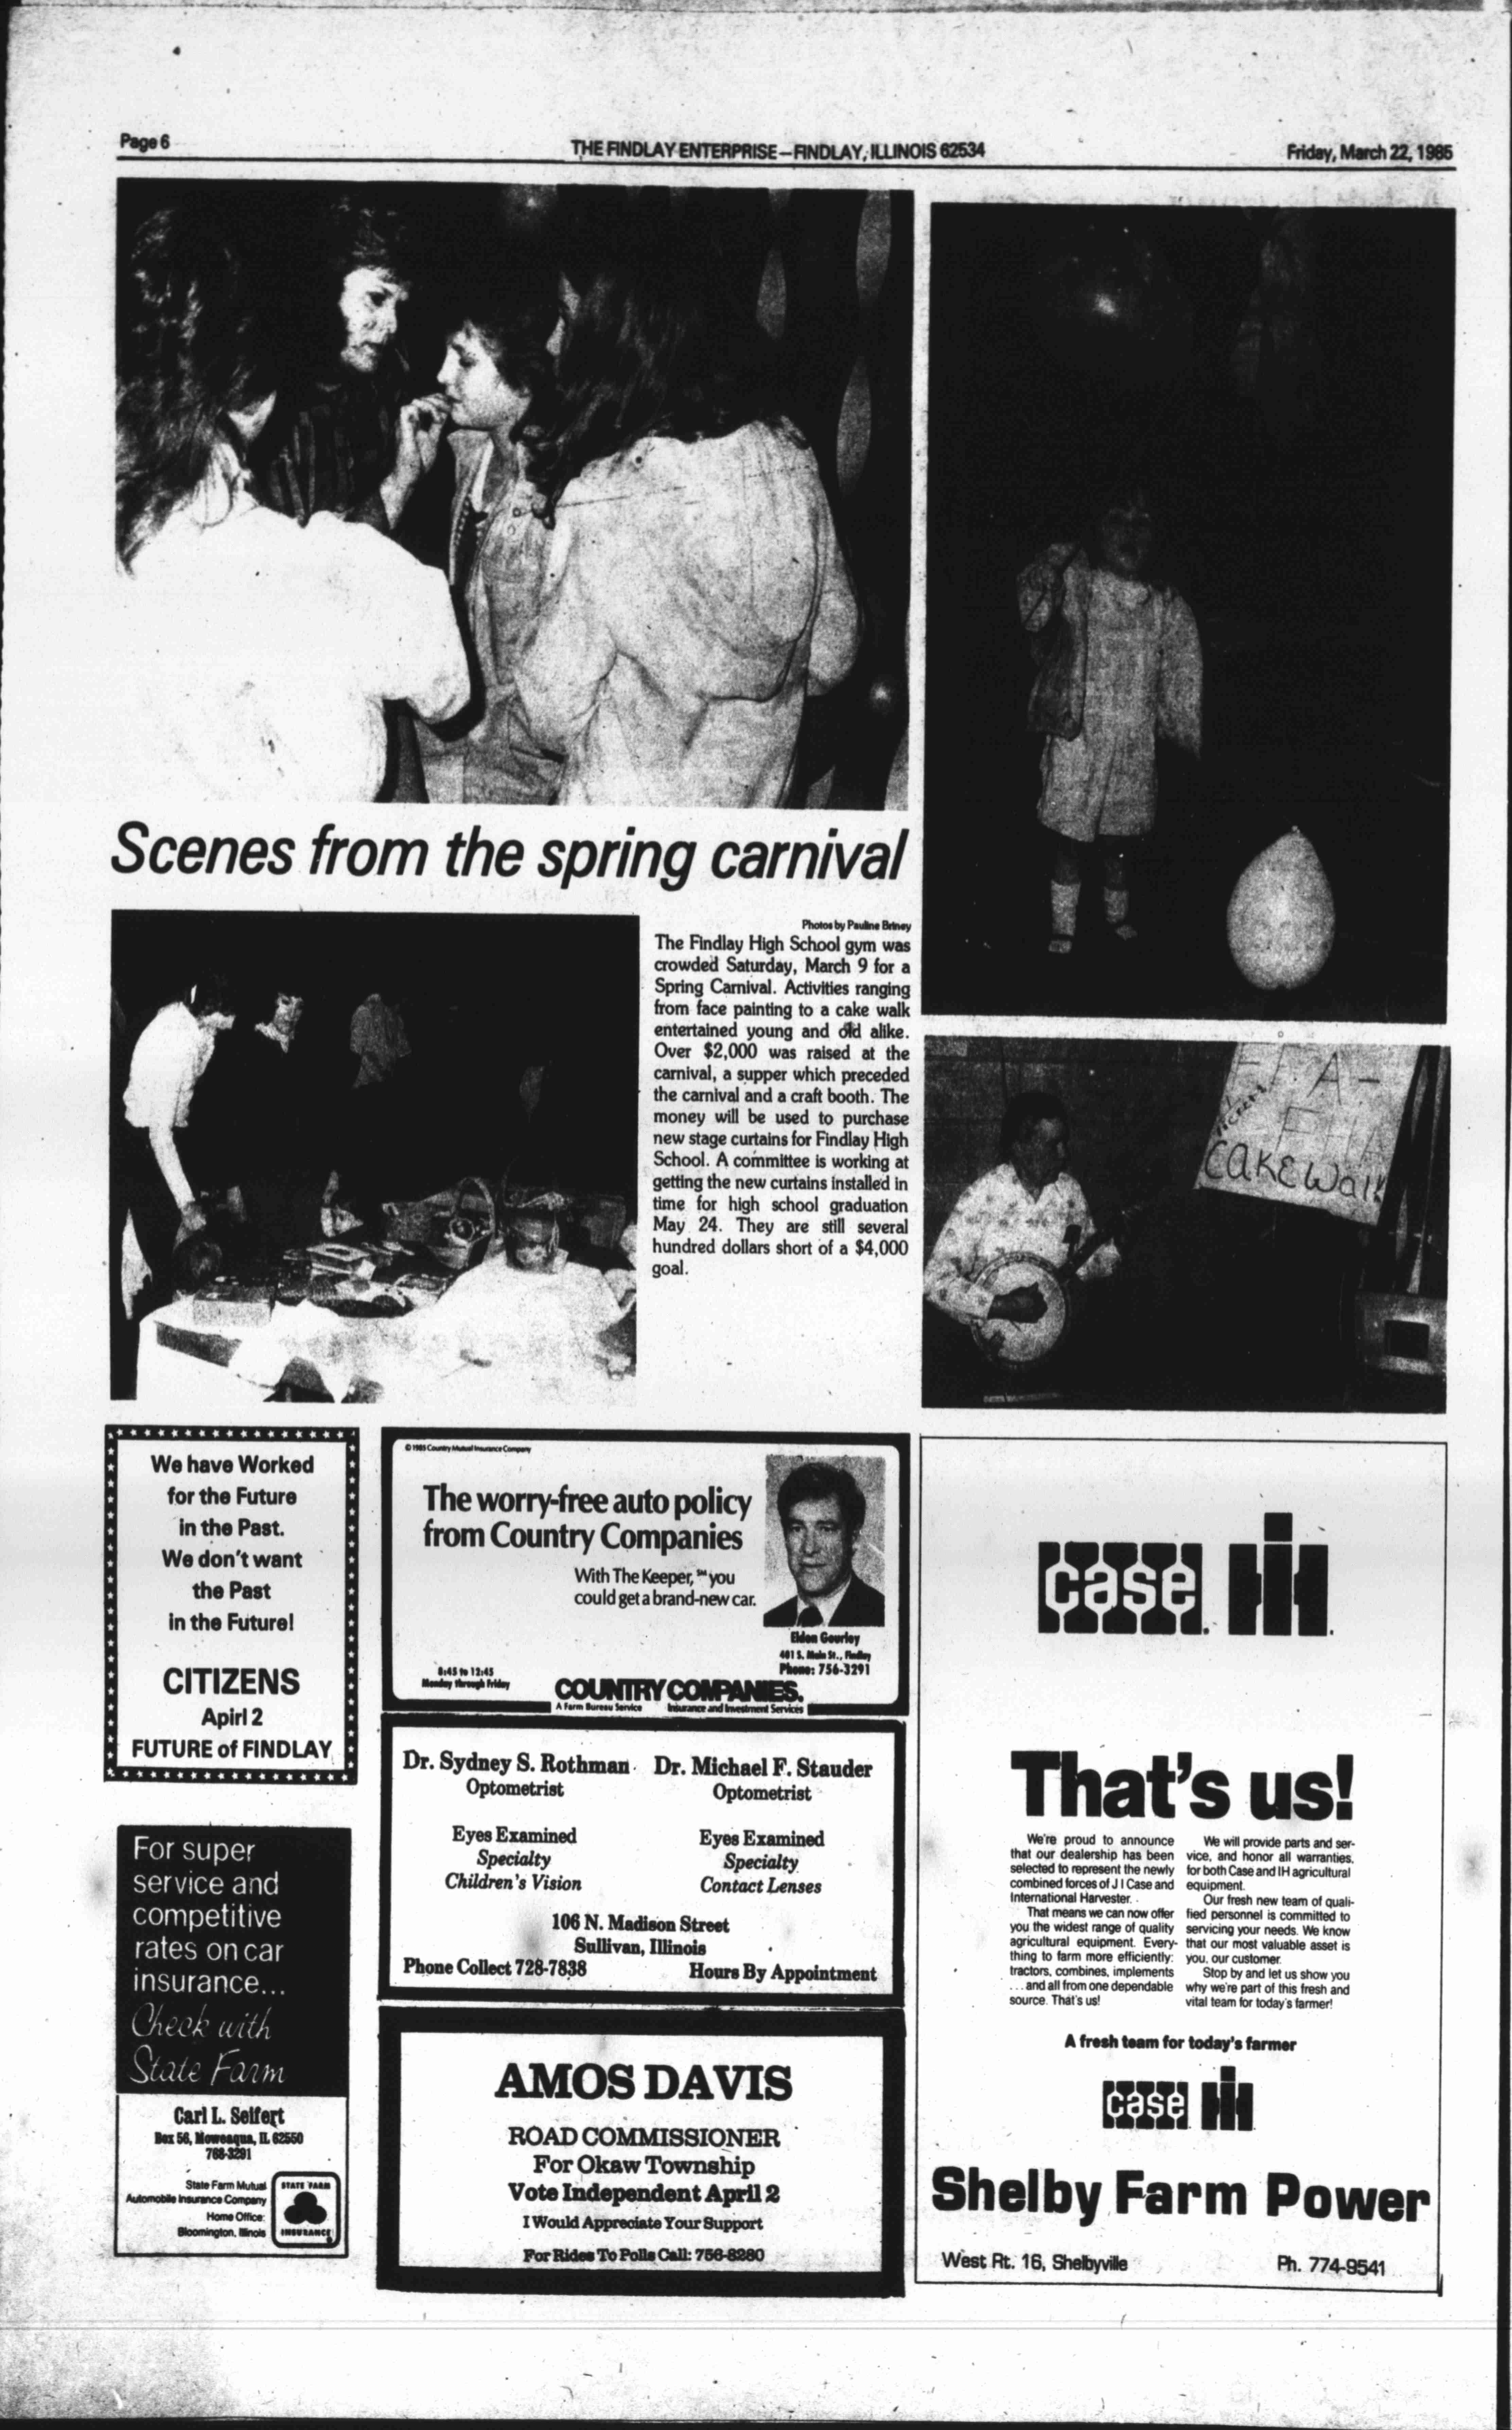 Page 6
THE FINDLAY ENTERPRISE—FINDLAY, ILLINOIS 62534
Friday, March 22, 1985
Scenes from the spring carnival
Photos by Pauline Briney
The Findlay High School gym was
crowded Saturday, March 9 for a
Spring Carnival. Activities ranging
from face painting to a cake walk
entertained young and old alike.
Over $2,000 was raised at the
carnival, a supper which preceded
the carnival and a craft booth. The
money will be used to purchase
new stage curtains for Findlay High
School. A committee is working at
getting the new curtains installed in
time for high school graduation
May 24. They are still several
hundred dollars short of a $4,000
goal.
CAKE Walk
We have Worked
for the Future
in the Past.
We don't want
the Past
in the Future!
CITIZENS
Apirl 2
FUTURE of FINDLAY
For super
service and
competitive
rates on car
insurance...
Check with
State Farm
Carl L. Seifert
Box 56, Moweaqua, IL 62550
768-3291
State Farm Mutual
Automobile Insurance Company
Home Office:
Bloomington, Illinois
STATE FARM
INSURANCE
© 1985 Country Mutual Insurance Company
The worry-free auto policy
from Country Companies
With The Keeper,℠ you
could get a brand-new car.
Eldon Gourley
401 S. Main St., Findlay
Phone: 756-3291
8:45 to 12:45
Monday through Friday
COUNTRY COMPANIES.
A Farm Bureau Service
Insurance and Investment Services
Dr. Sydney S. Rothman
Optometrist
Eyes Examined
Specialty
Children's Vision
Dr. Michael F. Stauder
Optometrist
Eyes Examined
Specialty
Contact Lenses
106 N. Madison Street
Sullivan, Illinois
Phone Collect 728-7838
Hours By Appointment
AMOS DAVIS
ROAD COMMISSIONER
For Okaw Township
Vote Independent April 2
I Would Appreciate Your Support
For Rides To Polls Call: 756-8280
case IH
That's us!
We're proud to announce
that our dealership has been
selected to represent the newly
combined forces of J I Case and
International Harvester.
That means we can now offer
you the widest range of quality
agricultural equipment. Every-
thing to farm more efficiently:
tractors, combines, implements
... and all from one dependable
source. That's us!
We will provide parts and ser-
vice, and honor all warranties,
for both Case and IH agricultural
equipment.
Our fresh new team of quali-
fied personnel is committed to
servicing your needs. We know
that our most valuable asset is
you, our customer.
Stop by and let us show you
why we're part of this fresh and
vital team for today's farmer!
A fresh team for today's farmer
case IH
Shelby Farm Power
West Rt. 16, Shelbyville
Ph. 774-9541